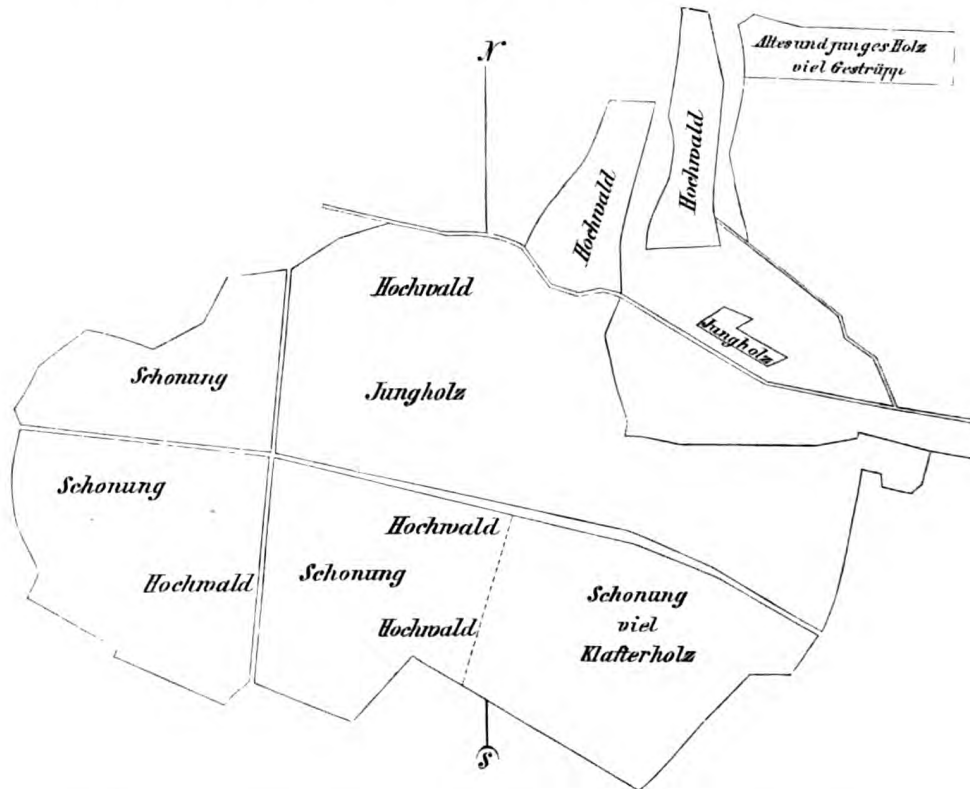 N
Altes und junges Holz
viel Gestrüpp
Hochwald
Hochwald
Hochwald
Jungholz
Schonung
Jungholz
Schonung
Hochwald
Hochwald
Schonung
Hochwald
Schonung
viel
Klafterholz
S